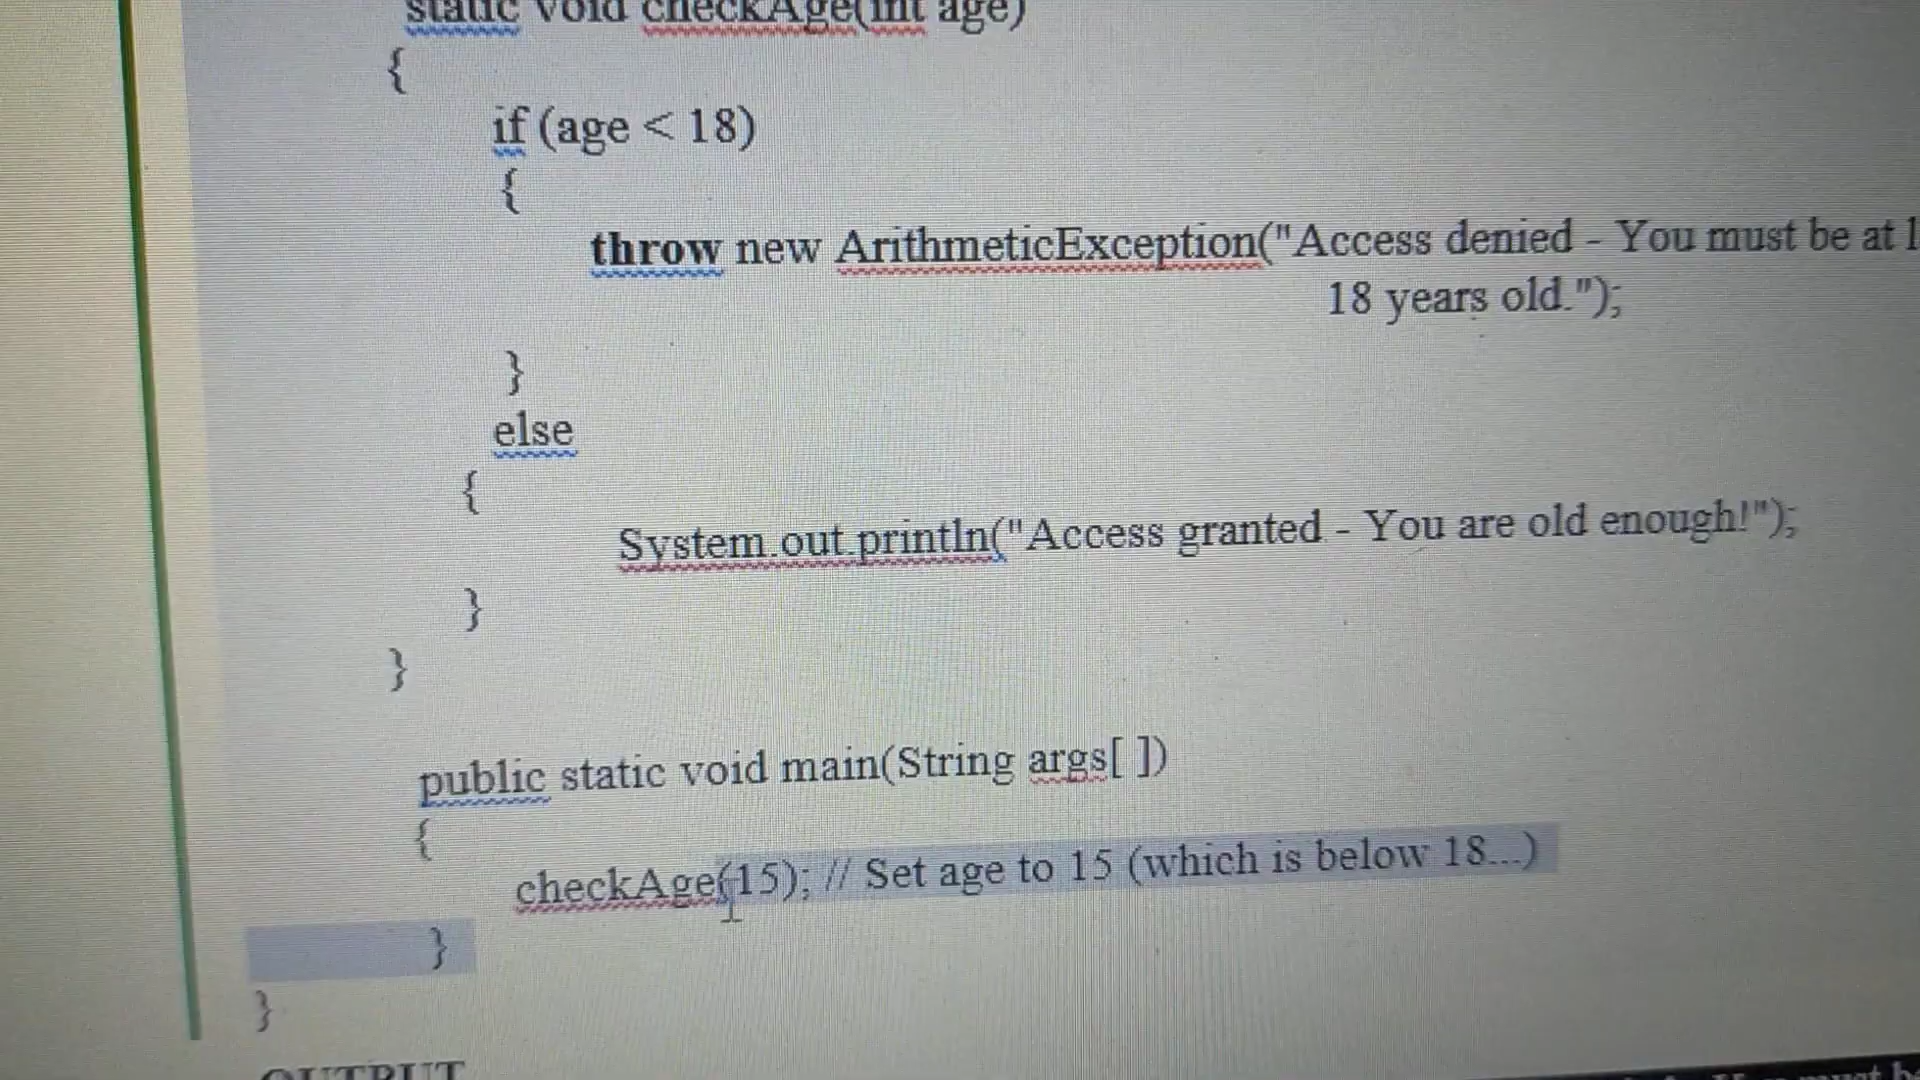 static void checkAge(int age)
{
if (age < 18)
{
throw new ArithmeticException("Access denied - You must be at
18 years old.");
}
else
{
System.out.println("Access granted - You are old enough!");
}
}
public static void main(String args[ ])
{
checkAge(15); // Set age to 15 (which is below 18...)
}
}
OUTPUT